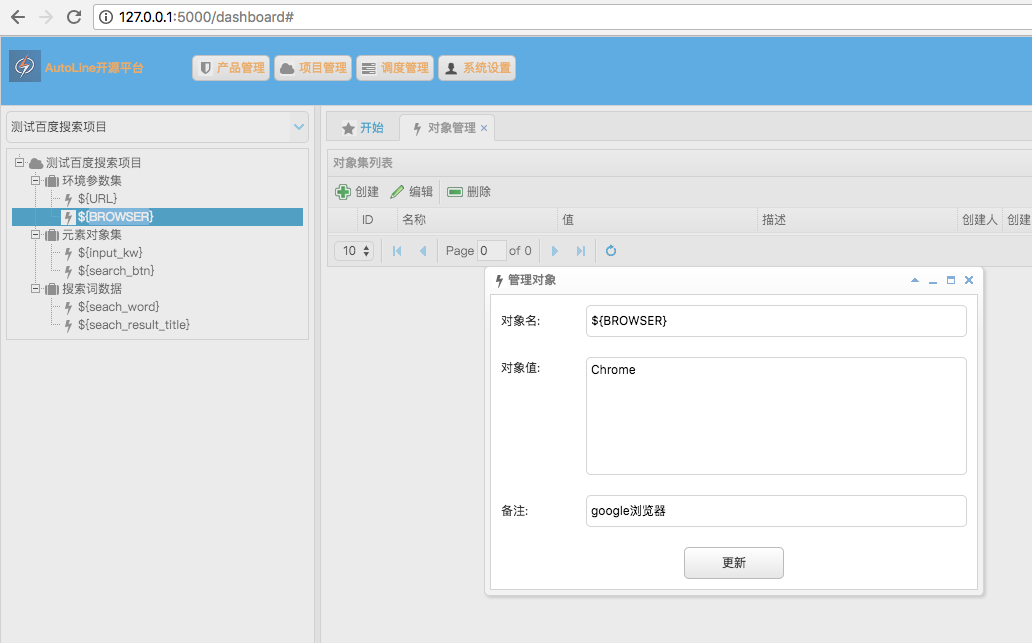 127.0.0.1:5000/dashboard#
AutoLine开源平台
产品管理
项目管理
调度管理
系统设置
测试百度搜索项目
测试百度搜索项目
环境参数集
${URL}
${BROWSER}
元素对象集
${input_kw}
${search_btn}
搜索词数据
${seach_word}
${seach_result_title}
开始
对象管理
对象集列表
创建 编辑 删除
ID 名称 值 描述 创建人 创建
10 Page 0 of 0
管理对象
对象名: ${BROWSER}
对象值: Chrome
备注: google浏览器
更新